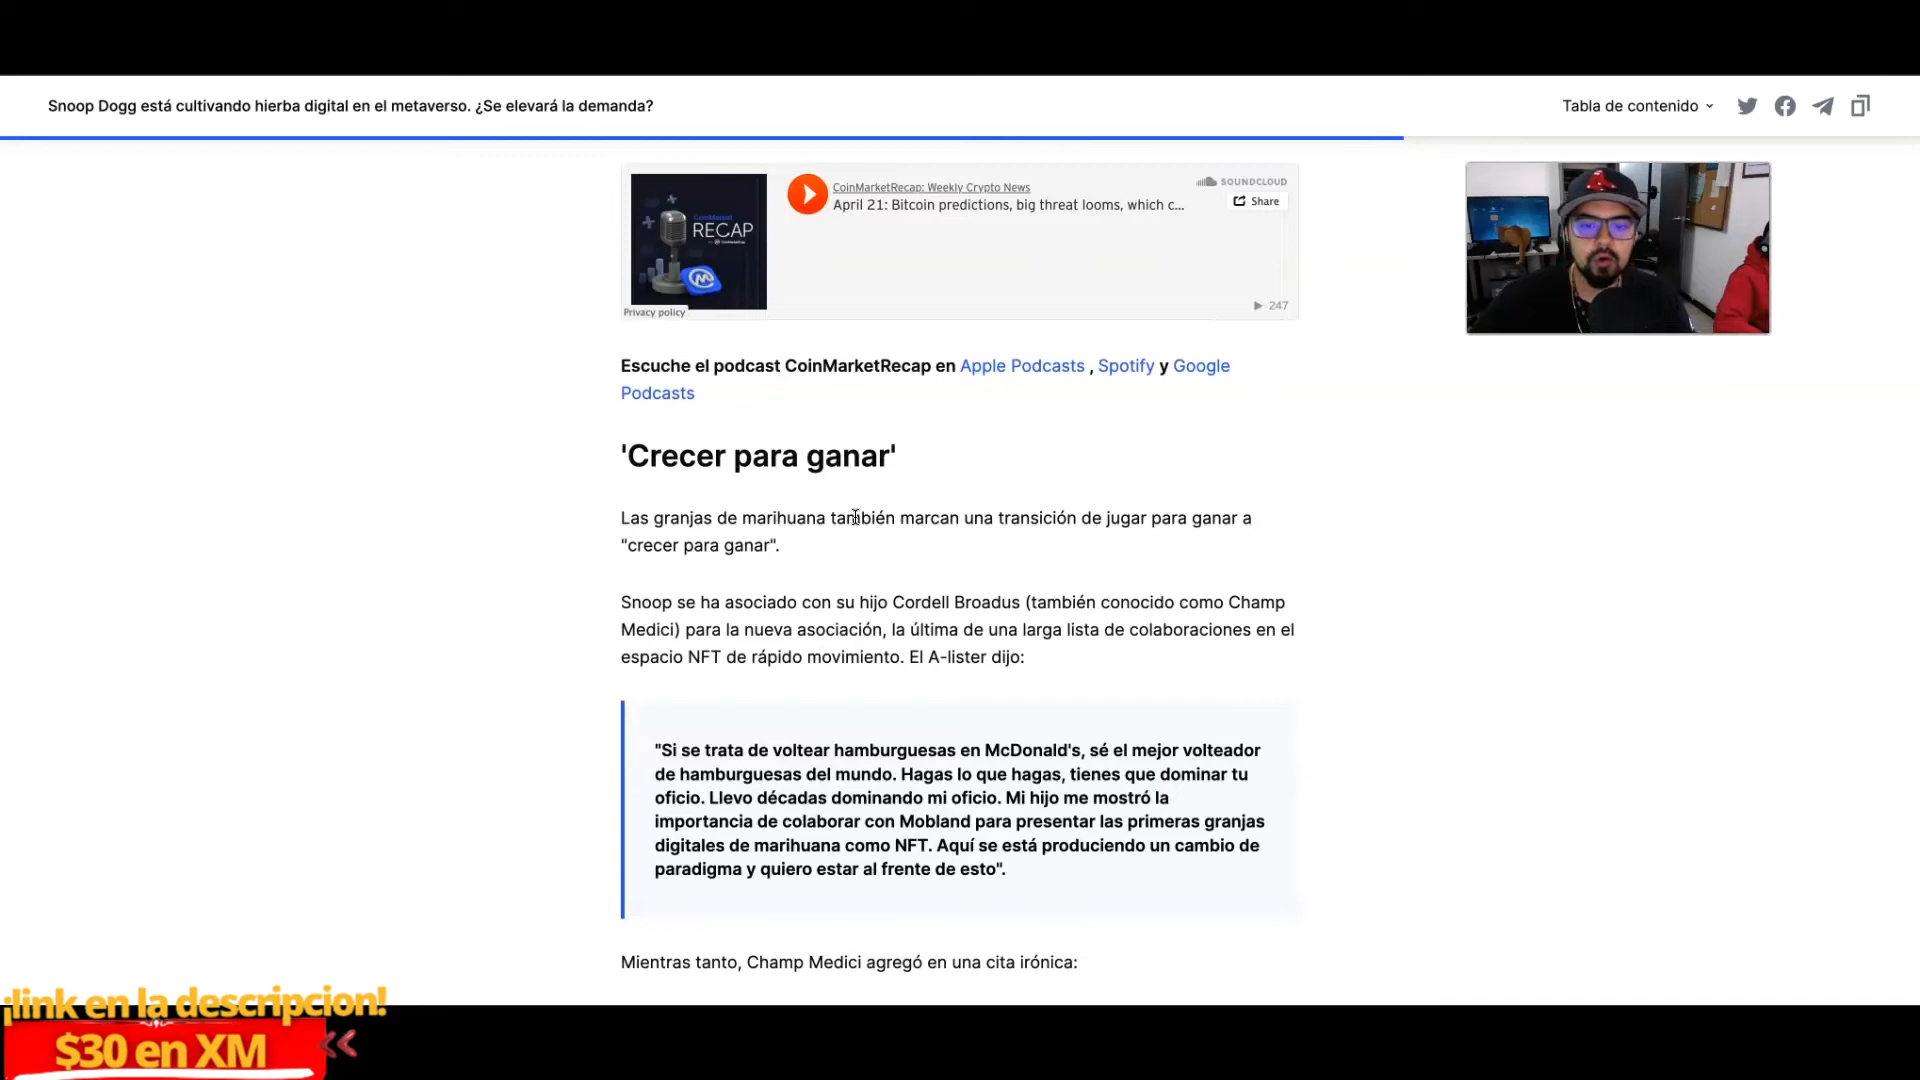 Snoop Dogg está cultivando hierba digital en el metaverso. ¿Se elevará la demanda?
Tabla de contenido
CoinMarketRecap: Weekly Crypto News
April 21: Bitcoin predictions, big threat looms, which c...
SOUNDCLOUD
Share
CoinMarket
RECAP
Privacy policy
247
Escuche el podcast CoinMarketRecap en Apple Podcasts , Spotify y Google
Podcasts
'Crecer para ganar'
Las granjas de marihuana también marcan una transición de jugar para ganar a
"crecer para ganar".
Snoop se ha asociado con su hijo Cordell Broadus (también conocido como Champ
Medici) para la nueva asociación, la última de una larga lista de colaboraciones en el
espacio NFT de rápido movimiento. El A-lister dijo:
"Si se trata de voltear hamburguesas en McDonald's, sé el mejor volteador
de hamburguesas del mundo. Hagas lo que hagas, tienes que dominar tu
oficio. Llevo décadas dominando mi oficio. Mi hijo me mostró la
importancia de colaborar con Mobland para presentar las primeras granjas
digitales de marihuana como NFT. Aquí se está produciendo un cambio de
paradigma y quiero estar al frente de esto".
Mientras tanto, Champ Medici agregó en una cita irónica:
¡link en la descripcion!
$30 en XM